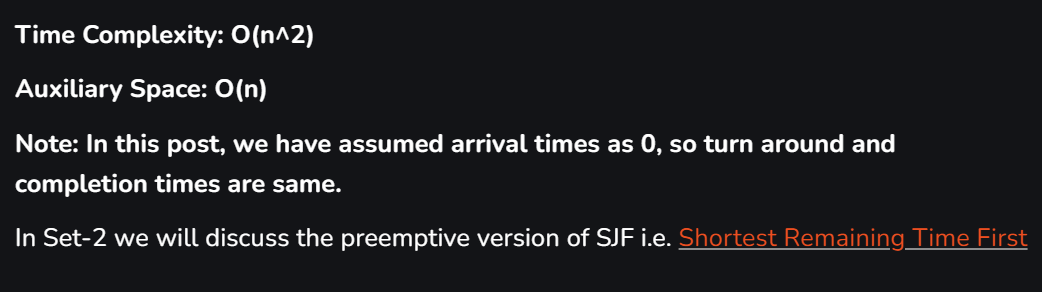 Time Complexity: O(n^2)
Auxiliary Space: O(n)
Note: In this post, we have assumed arrival times as 0, so turn around and
completion times are same.
In Set-2 we will discuss the preemptive version of SJF i.e. Shortest Remaining Time First